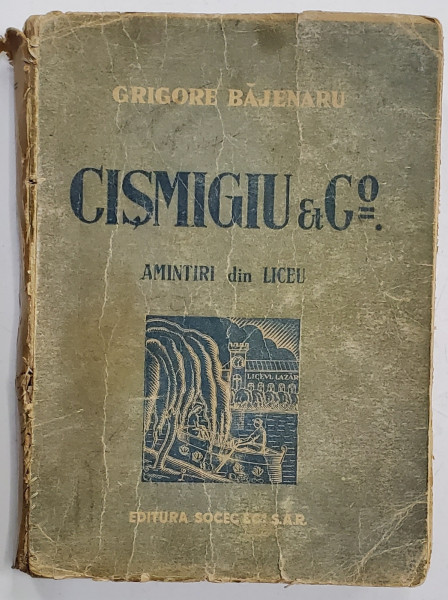 GRIGORE BĂJENARU
CIȘMIGIU & Cº.
AMINTIRI din LICEU
LICEUL LAZĂR
EDITURA SOCEC & Cº. S.A.R.